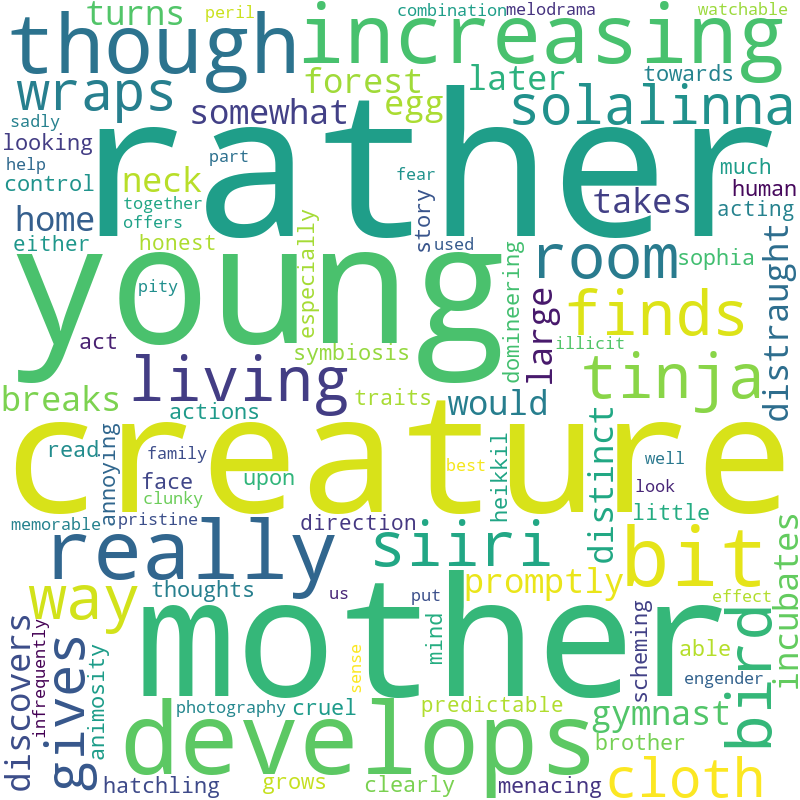 turns
peril
combination
melodrama
watchable
though
increasing
wraps
forest
later
towards
sadly
somewhat
egg
solalinna
looking
rather
help
part
fear
much
control
neck
together
takes
human
home
offers
story
acting
either
honest
especially
used
room
sophia
young
pity
domineering
large
finds
distraught
act
symbiosis
illicit
living
tinja
breaks
actions
traits
would
creature
annoying
read
family
best
well
face
upon
heikkil
distinct
look
clunky
memorable
pristine
direction
little
really
siiri
bit
incubates
way
thoughts
promptly
us
put
effect
mother
mind
scheming
able
bird
discovers
infrequently
gives
animosity
sense
engender
photography
cruel
predictable
gymnast
develops
brother
hatchling
grows
clearly
menacing
cloth